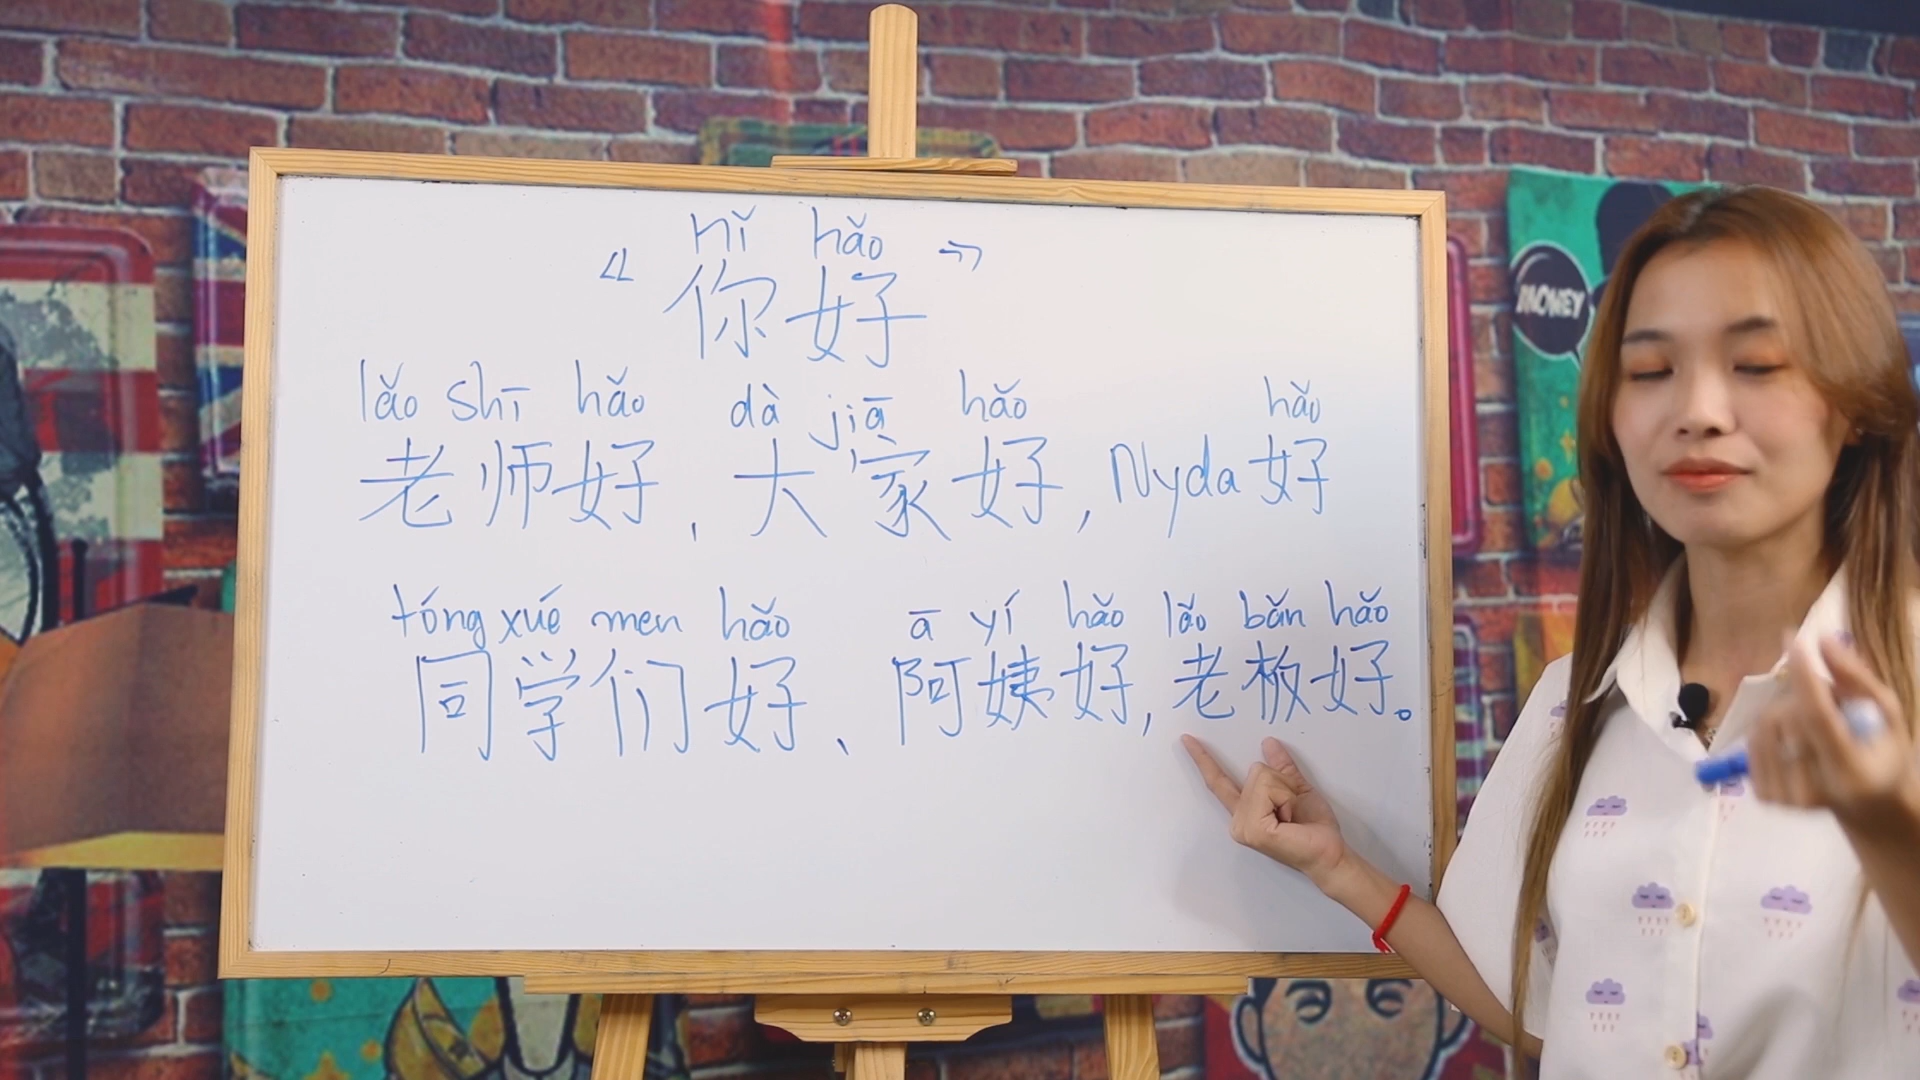 nǐ hǎo
《 你好 》
lǎo shī hǎo dà jiā hǎo hǎo
老师好, 大家好, Nyda好
tóng xué men hǎo ā yí hǎo lǎo bǎn hǎo
同学们好、阿姨好, 老板好。
MONEY